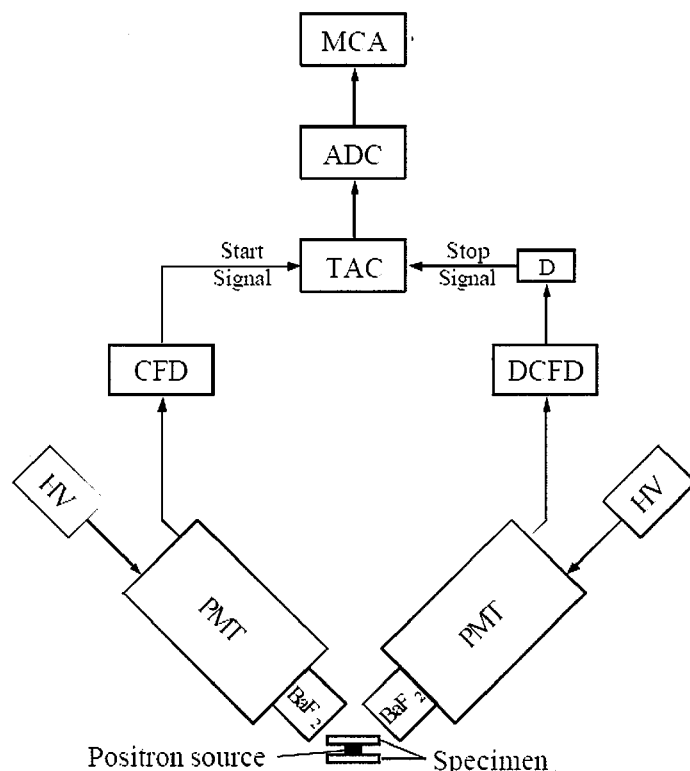 MCA
ADC
Start
Signal
TAC
Stop
Signal
D
CFD
DCFD
HV
HV
PMT
PMT
BaF₂
BaF₂
Positron source
Specimen